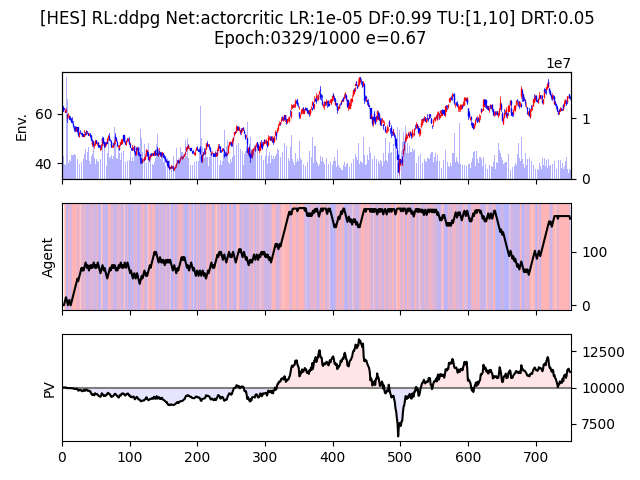 [HES] RL:ddpg Net:actorcritic LR:1e-05 DF:0.99 TU:[1,10] DRT:0.05
Epoch:0329/1000 e=0.67
1e7
Env.
60
40
1
0
Agent
100
0
PV
12500
10000
7500
0 100 200 300 400 500 600 700